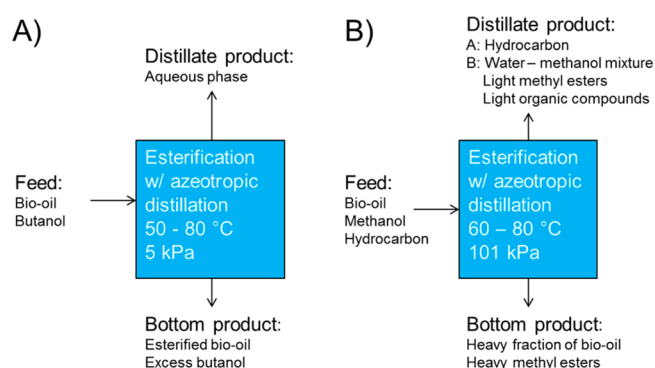 A)
Distillate product:
Aqueous phase
Feed:
Bio-oil
Butanol
Esterification
w/ azeotropic
distillation
50 - 80 °C
5 kPa
Bottom product:
Esterified bio-oil
Excess butanol
B)
Distillate product:
A: Hydrocarbon
B: Water – methanol mixture
Light methyl esters
Light organic compounds
Feed:
Bio-oil
Methanol
Hydrocarbon
Esterification
w/ azeotropic
distillation
60 – 80 °C
101 kPa
Bottom product:
Heavy fraction of bio-oil
Heavy methyl esters